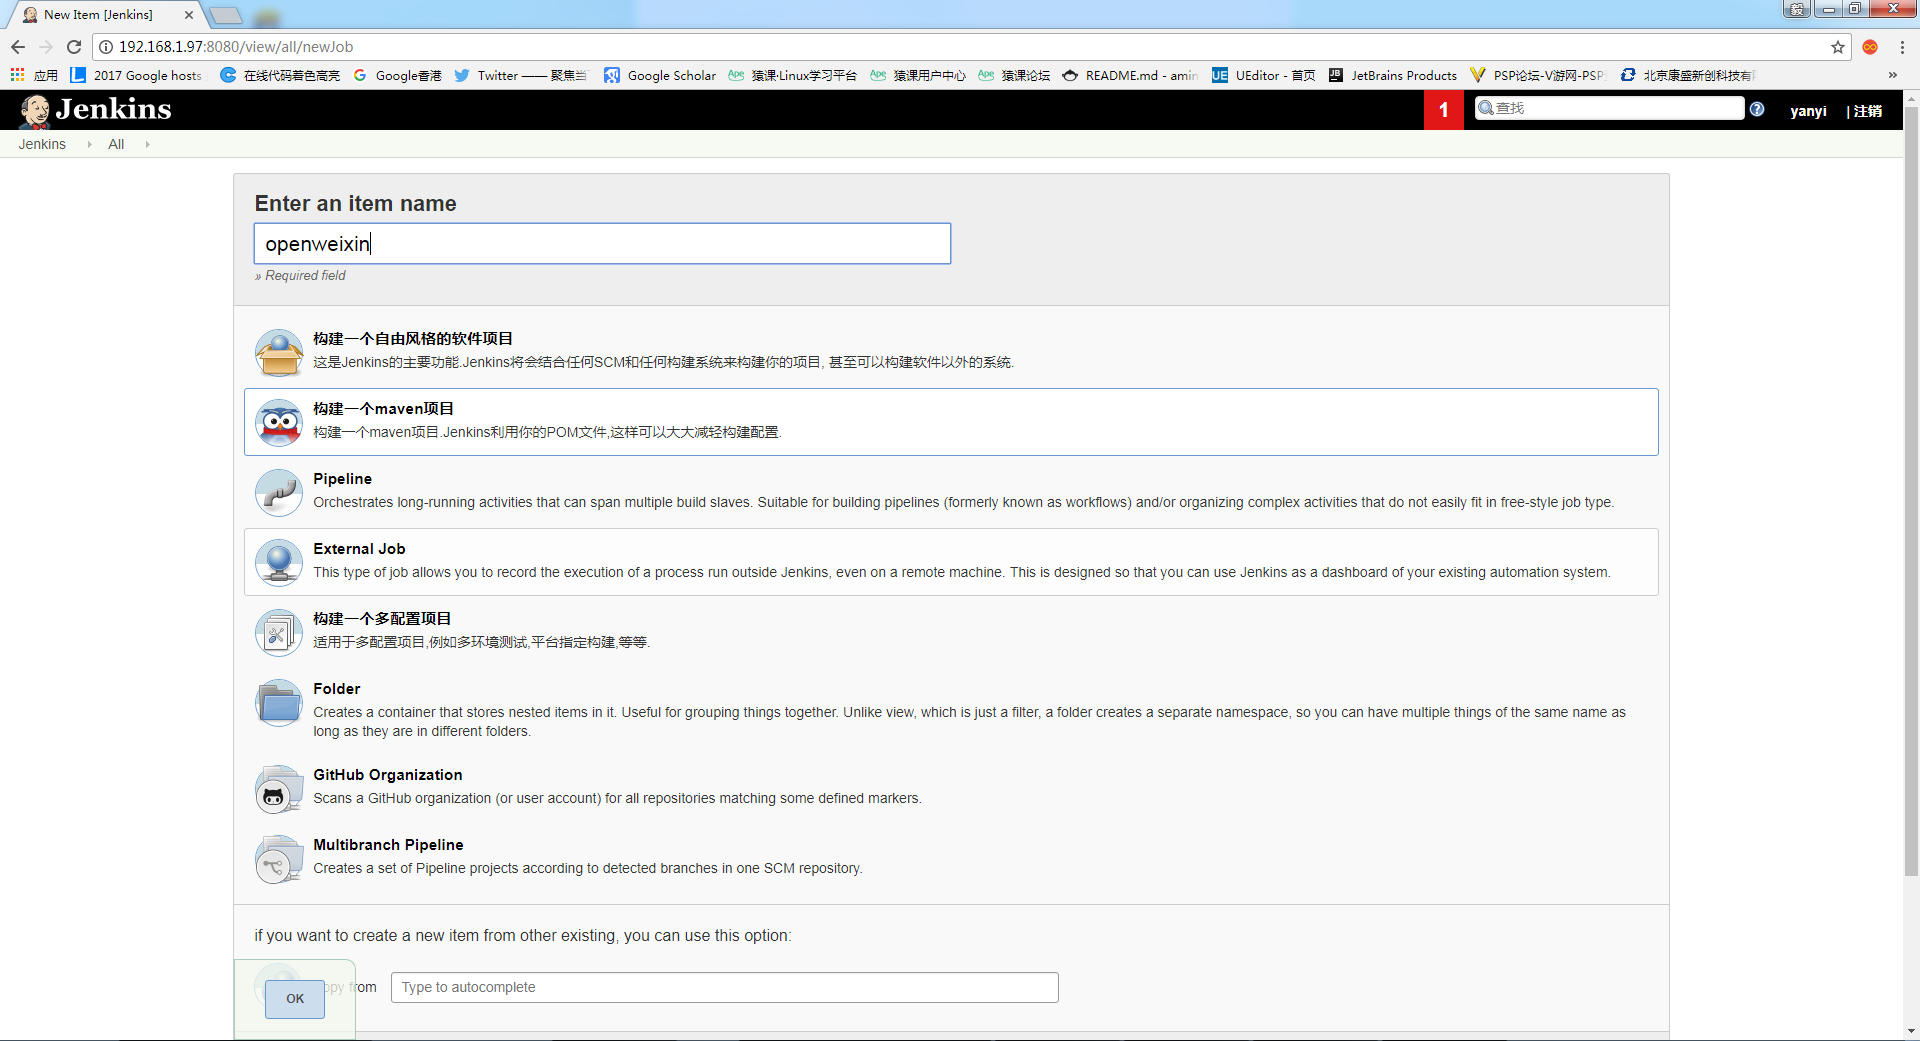 New Item [Jenkins]
192.168.1.97:8080/view/all/newJob
应用 2017 Google hosts 在线代码着色高亮 Google香港 Twitter —— 聚焦当 Google Scholar 猿课·Linux学习平台 猿课用户中心 猿课论坛 README.md - amin UEditor - 首页 JetBrains Products PSP论坛-V游网-PSP 北京康盛新创科技有
Jenkins 1 查找 yanyi | 注销
Jenkins All
Enter an item name
openweixin
» Required field
构建一个自由风格的软件项目
这是Jenkins的主要功能.Jenkins将会结合任何SCM和任何构建系统来构建你的项目, 甚至可以构建软件以外的系统.
构建一个maven项目
构建一个maven项目.Jenkins利用你的POM文件,这样可以大大减轻构建配置.
Pipeline
Orchestrates long-running activities that can span multiple build slaves. Suitable for building pipelines (formerly known as workflows) and/or organizing complex activities that do not easily fit in free-style job type.
External Job
This type of job allows you to record the execution of a process run outside Jenkins, even on a remote machine. This is designed so that you can use Jenkins as a dashboard of your existing automation system.
构建一个多配置项目
适用于多配置项目,例如多环境测试,平台指定构建,等等.
Folder
Creates a container that stores nested items in it. Useful for grouping things together. Unlike view, which is just a filter, a folder creates a separate namespace, so you can have multiple things of the same name as
long as they are in different folders.
GitHub Organization
Scans a GitHub organization (or user account) for all repositories matching some defined markers.
Multibranch Pipeline
Creates a set of Pipeline projects according to detected branches in one SCM repository.
if you want to create a new item from other existing, you can use this option:
OK opy from Type to autocomplete